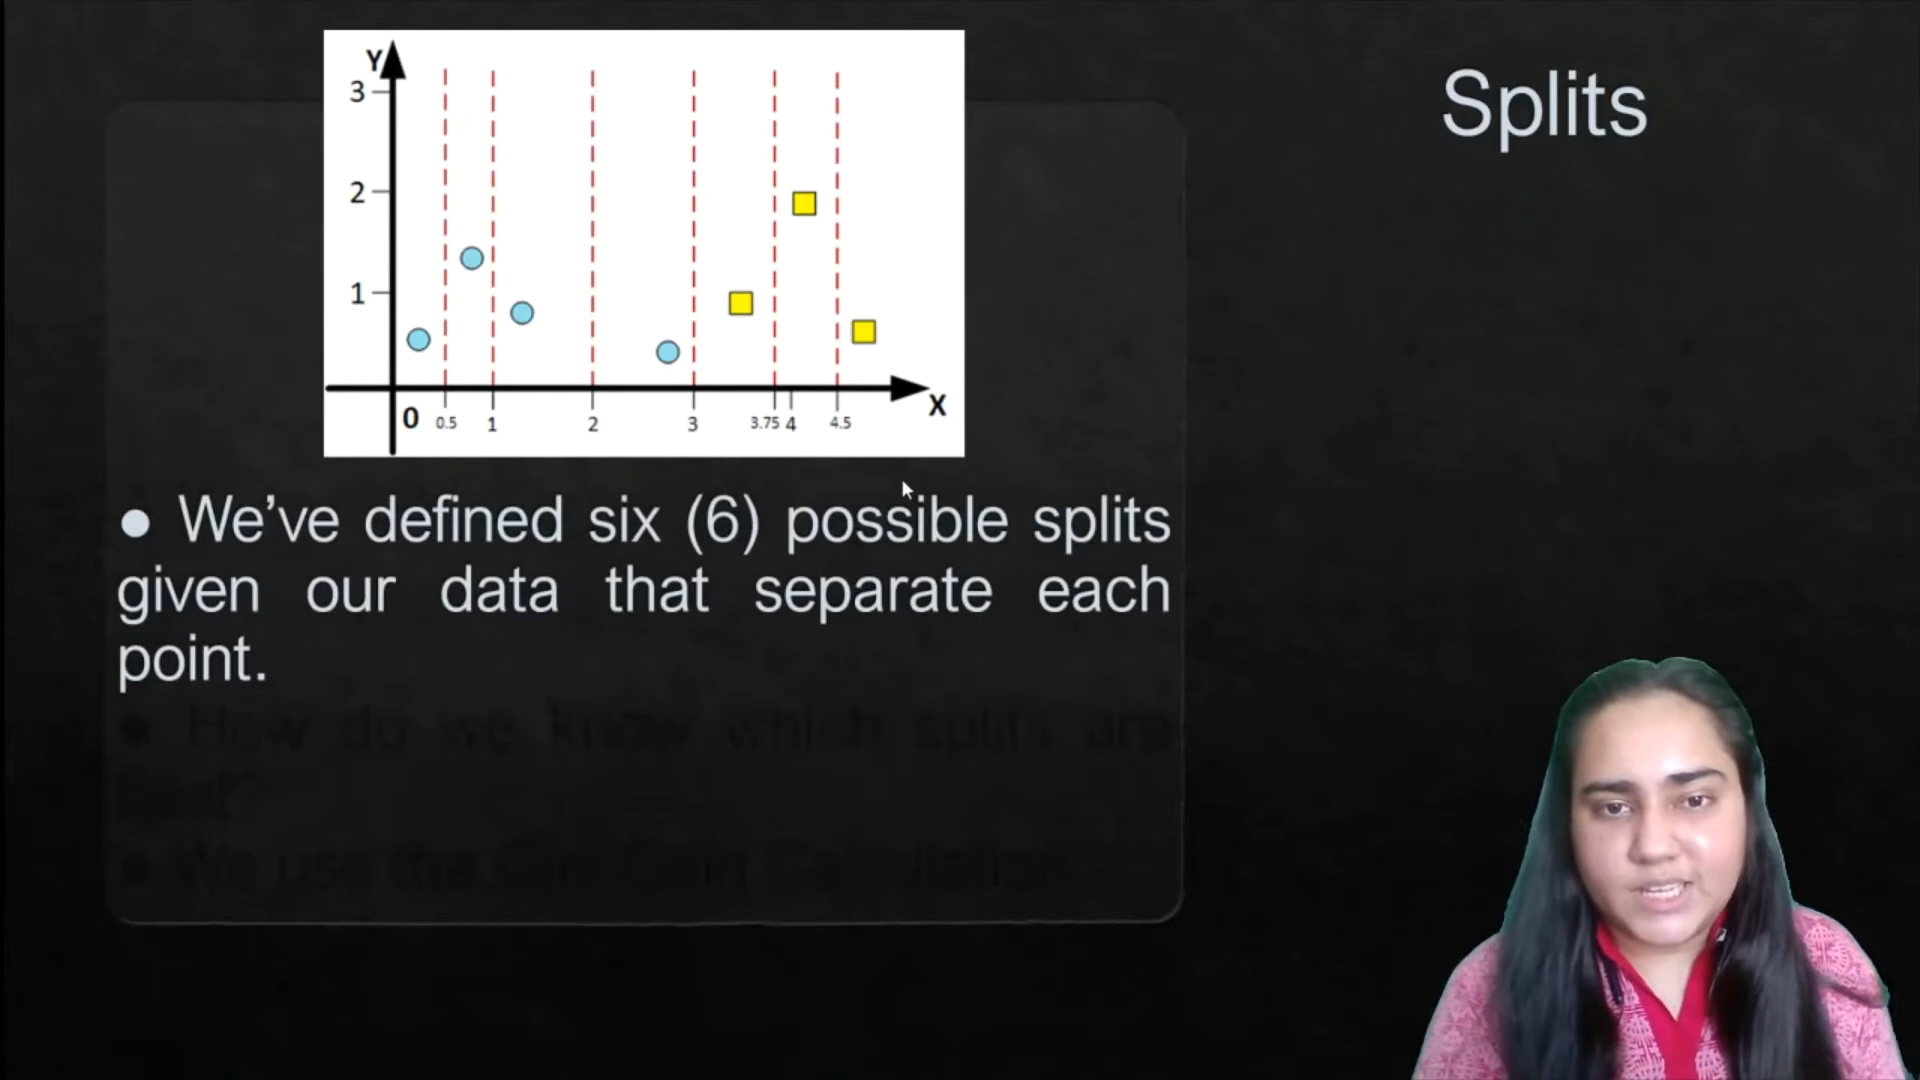 Splits
Y
3
2
1
0 0.5 1 2 3 3.75 4 4.5 X
● We’ve defined six (6) possible splits
given our data that separate each
point.
● How do we know which splits are
best?
● We use the Gini Gain Calculation